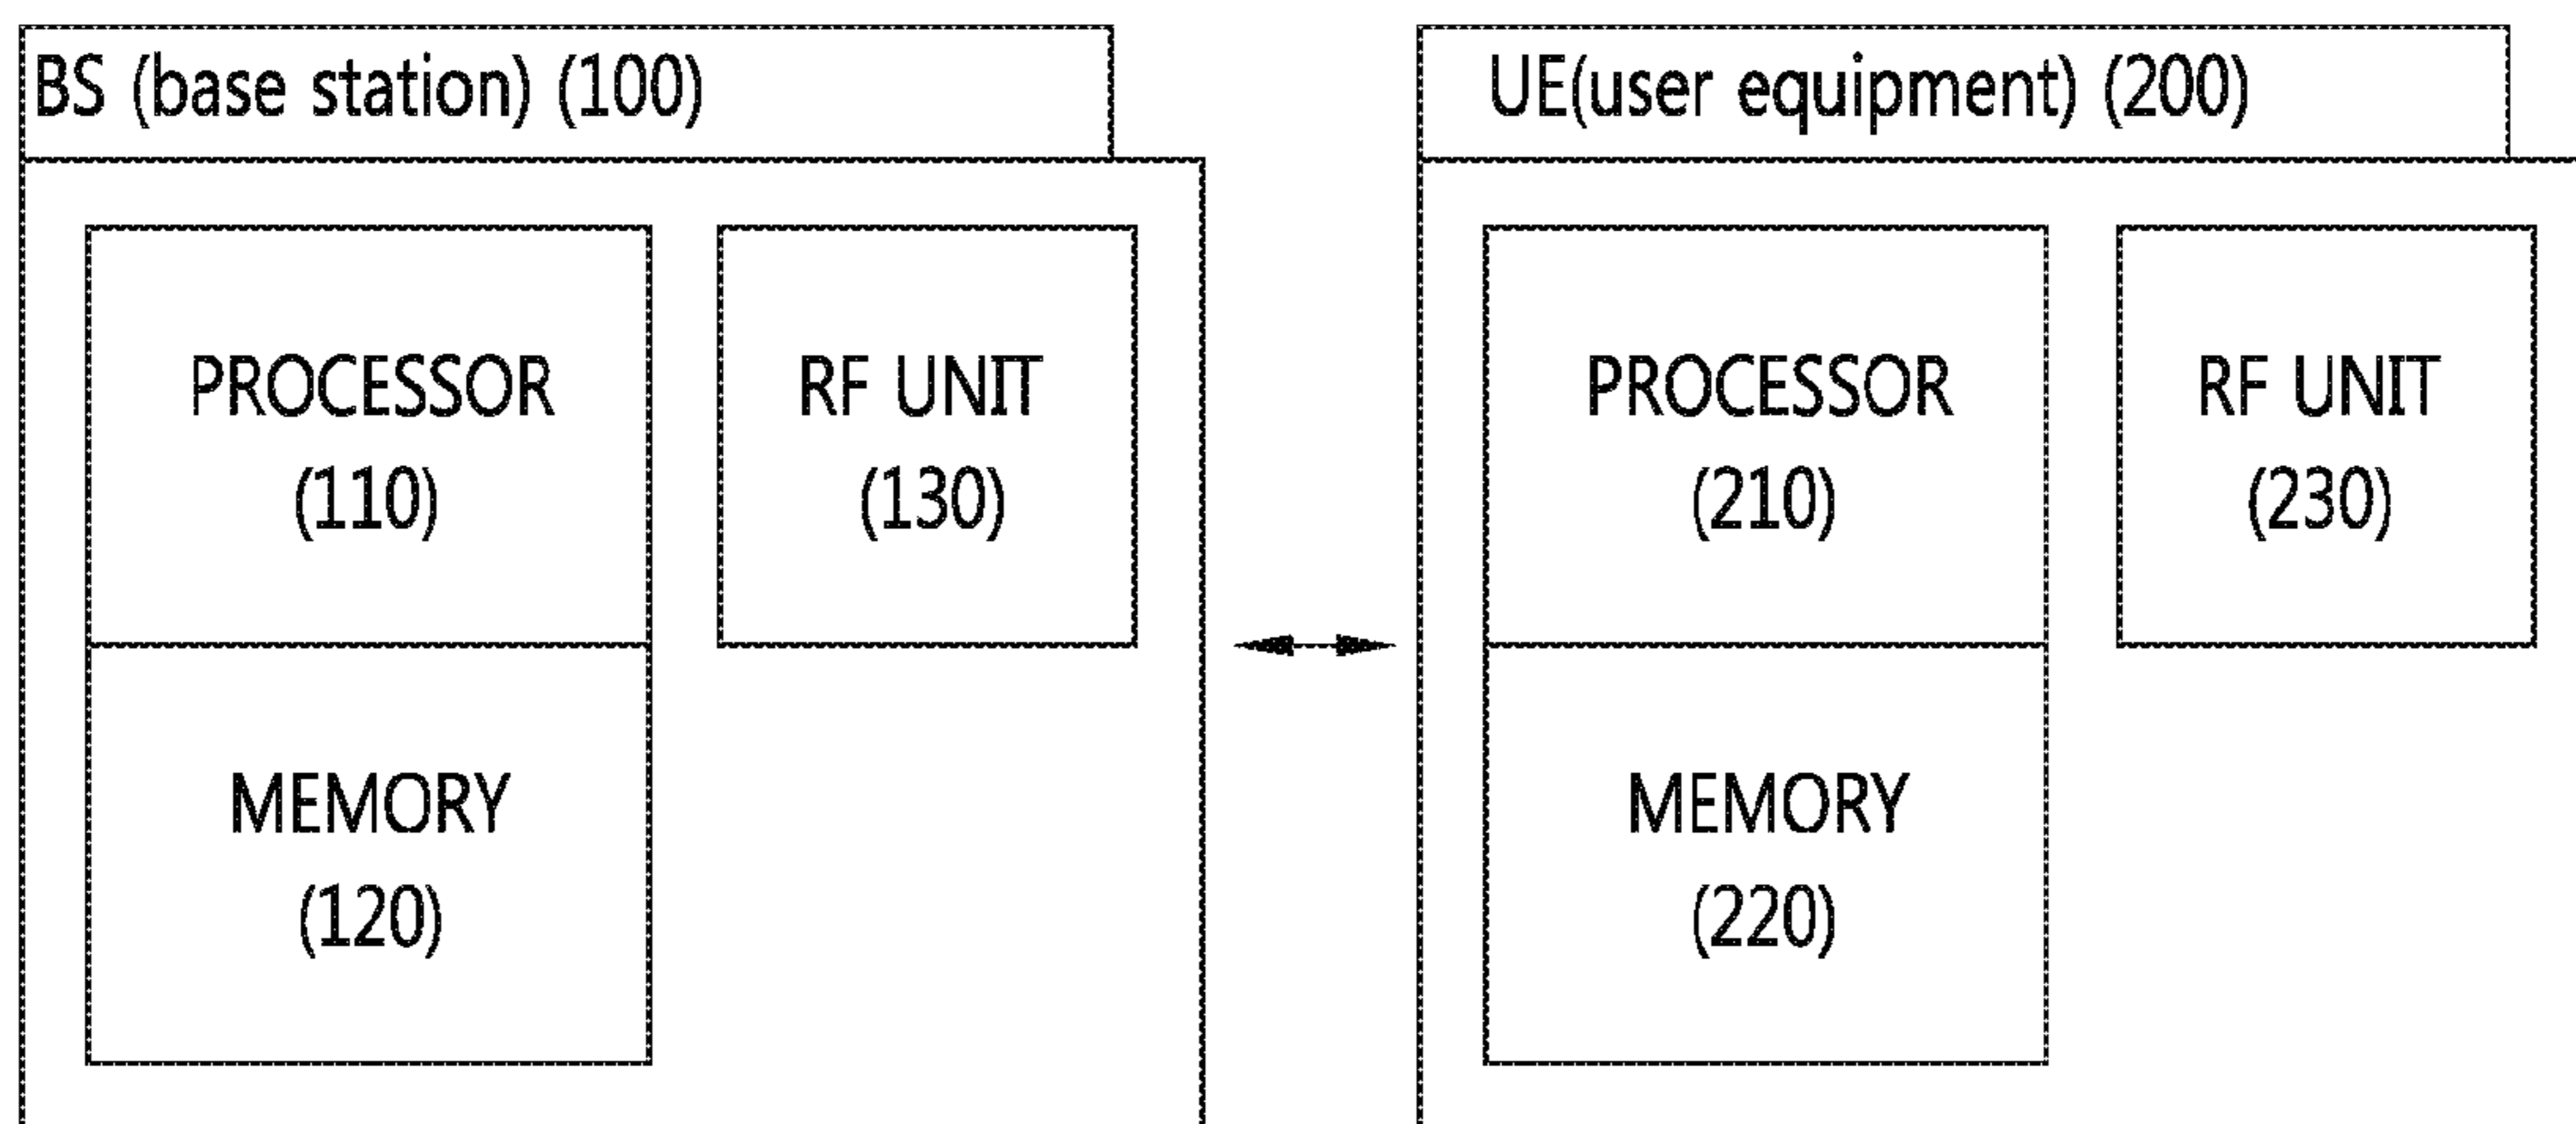 BS (base station) (100)
PROCESSOR
(110)
RF UNIT
(130)
MEMORY
(120)
UE(user equipment) (200)
PROCESSOR
(210)
RF UNIT
(230)
MEMORY
(220)